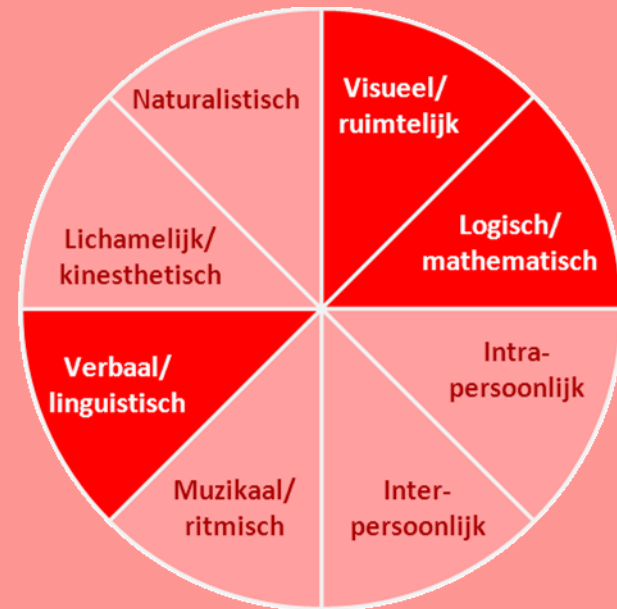 Visueel/
ruimtelijk
Logisch/
mathematisch
Intra-
persoonlijk
Inter-
persoonlijk
Muzikaal/
ritmisch
Verbaal/
linguistisch
Lichamelijk/
kinesthetisch
Naturalistisch